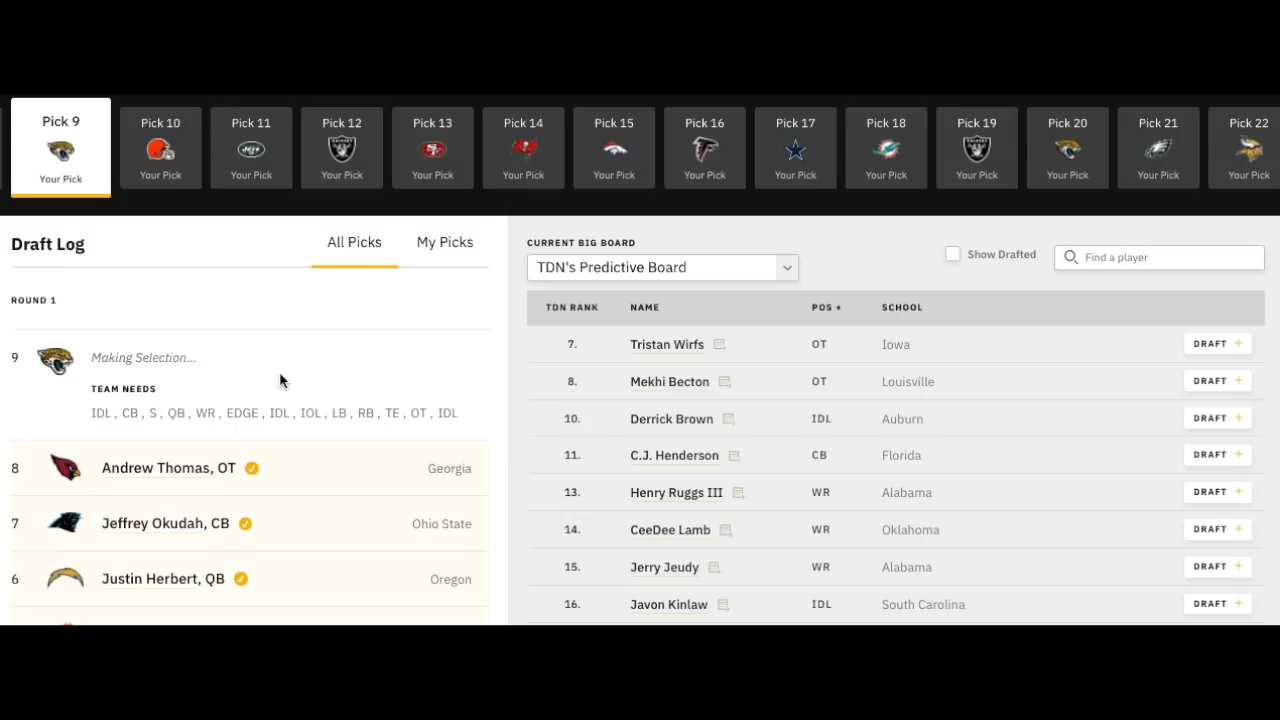 Pick 9 Pick 10 Pick 11 Pick 12 Pick 13 Pick 14 Pick 15 Pick 16 Pick 17 Pick 18 Pick 19 Pick 20 Pick 21 Pick 22
Your Pick Your Pick Your Pick Your Pick Your Pick Your Pick Your Pick Your Pick Your Pick Your Pick Your Pick Your Pick Your Pick Your Pick
Draft Log All Picks My Picks
ROUND 1
9 Making Selection...
TEAM NEEDS
IDL , CB , S , QB , WR , EDGE , IDL , IOL , LB , RB , TE , OT , IDL
8 Andrew Thomas, OT Georgia
7 Jeffrey Okudah, CB Ohio State
6 Justin Herbert, QB Oregon
CURRENT BIG BOARD
TDN's Predictive Board Show Drafted Find a player
TDN RANK NAME POS SCHOOL
7. Tristan Wirfs OT Iowa DRAFT +
8. Mekhi Becton OT Louisville DRAFT +
10. Derrick Brown IDL Auburn DRAFT +
11. C.J. Henderson CB Florida DRAFT +
13. Henry Ruggs III WR Alabama DRAFT +
14. CeeDee Lamb WR Oklahoma DRAFT +
15. Jerry Jeudy WR Alabama DRAFT +
16. Javon Kinlaw IDL South Carolina DRAFT +